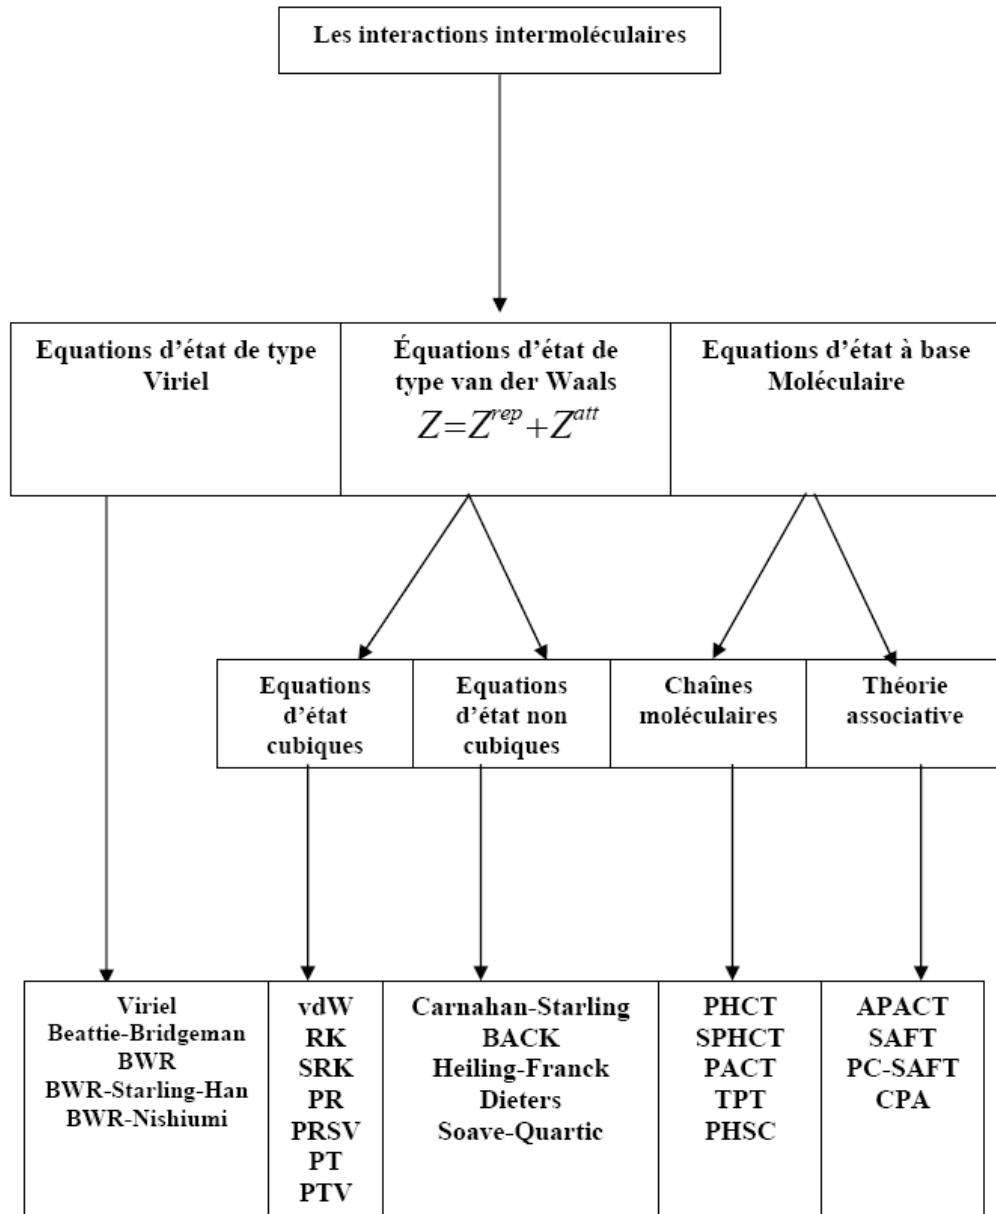 Les interactions intermoléculaires
Equations d'état de type
Viriel
Équations d'état de
type van der Waals
Z=Z^rep+Z^att
Equations d'état à base
Moléculaire
Equations
d'état
cubiques
Equations
d'état non
cubiques
Chaînes
moléculaires
Théorie
associative
Viriel
Beattie-Bridgeman
BWR
BWR-Starling-Han
BWR-Nishiumi
vdW
RK
SRK
PR
PRSV
PT
PTV
Carnahan-Starling
BACK
Heiling-Franck
Dieters
Soave-Quartic
PHCT
SPHCT
PACT
TPT
PHSC
APACT
SAFT
PC-SAFT
CPA